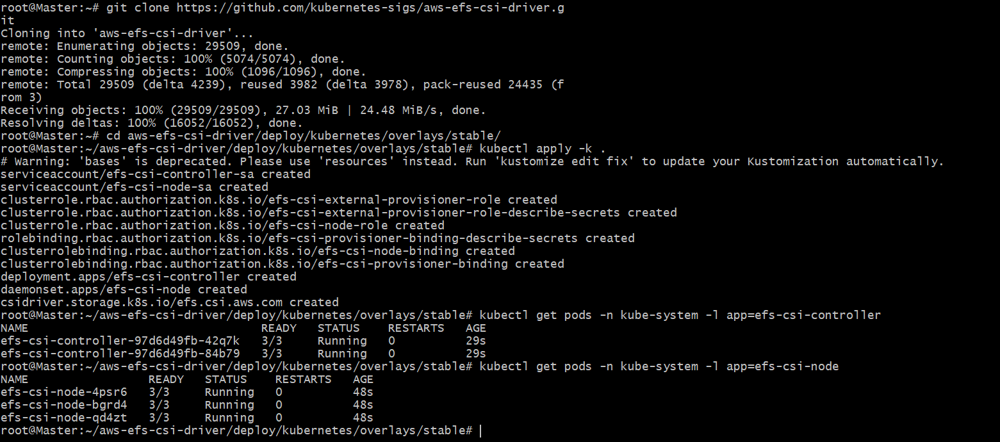 root@Master:~# git clone https://github.com/kubernetes-sigs/aws-efs-csi-driver.g
it
Cloning into 'aws-efs-csi-driver'...
remote: Enumerating objects: 29509, done.
remote: Counting objects: 100% (5074/5074), done.
remote: Compressing objects: 100% (1096/1096), done.
remote: Total 29509 (delta 4239), reused 3982 (delta 3978), pack-reused 24435 (f
rom 3)
Receiving objects: 100% (29509/29509), 27.03 MiB | 24.48 MiB/s, done.
Resolving deltas: 100% (16052/16052), done.
root@Master:~# cd aws-efs-csi-driver/deploy/kubernetes/overlays/stable/
root@Master:~/aws-efs-csi-driver/deploy/kubernetes/overlays/stable# kubectl apply -k .
# Warning: 'bases' is deprecated. Please use 'resources' instead. Run 'kustomize edit fix' to update your Kustomization automatically.
serviceaccount/efs-csi-controller-sa created
serviceaccount/efs-csi-node-sa created
clusterrole.rbac.authorization.k8s.io/efs-csi-external-provisioner-role created
clusterrole.rbac.authorization.k8s.io/efs-csi-external-provisioner-role-describe-secrets created
clusterrole.rbac.authorization.k8s.io/efs-csi-node-role created
rolebinding.rbac.authorization.k8s.io/efs-csi-provisioner-binding-describe-secrets created
clusterrolebinding.rbac.authorization.k8s.io/efs-csi-node-binding created
clusterrolebinding.rbac.authorization.k8s.io/efs-csi-provisioner-binding created
deployment.apps/efs-csi-controller created
daemonset.apps/efs-csi-node created
csidriver.storage.k8s.io/efs.csi.aws.com created
root@Master:~/aws-efs-csi-driver/deploy/kubernetes/overlays/stable# kubectl get pods -n kube-system -l app=efs-csi-controller
NAME                                 READY   STATUS    RESTARTS   AGE
efs-csi-controller-97d6d49fb-42q7k   3/3     Running   0          29s
efs-csi-controller-97d6d49fb-84b79   3/3     Running   0          29s
root@Master:~/aws-efs-csi-driver/deploy/kubernetes/overlays/stable# kubectl get pods -n kube-system -l app=efs-csi-node
NAME                 READY   STATUS    RESTARTS   AGE
efs-csi-node-4psr6   3/3     Running   0          48s
efs-csi-node-bgrd4   3/3     Running   0          48s
efs-csi-node-qd4zt   3/3     Running   0          48s
root@Master:~/aws-efs-csi-driver/deploy/kubernetes/overlays/stable#